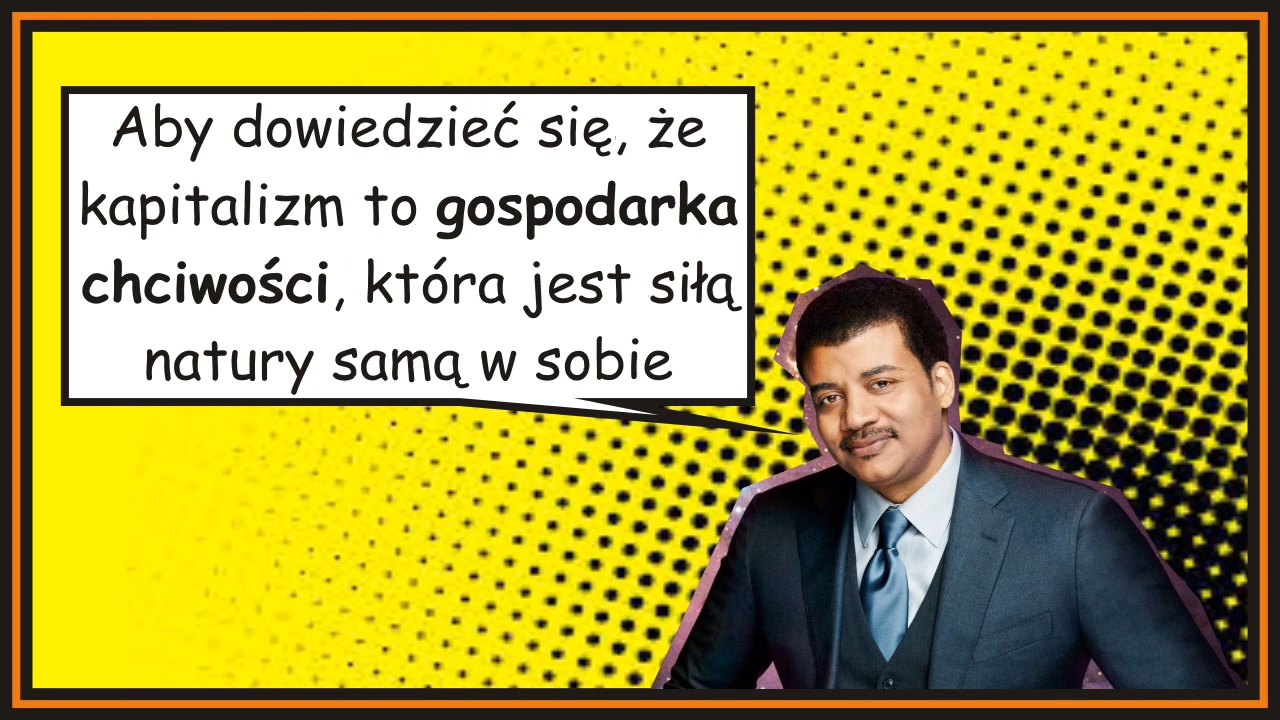 Aby dowiedzieć się, że
kapitalizm to gospodarka
chciwości, która jest siłą
natury samą w sobie